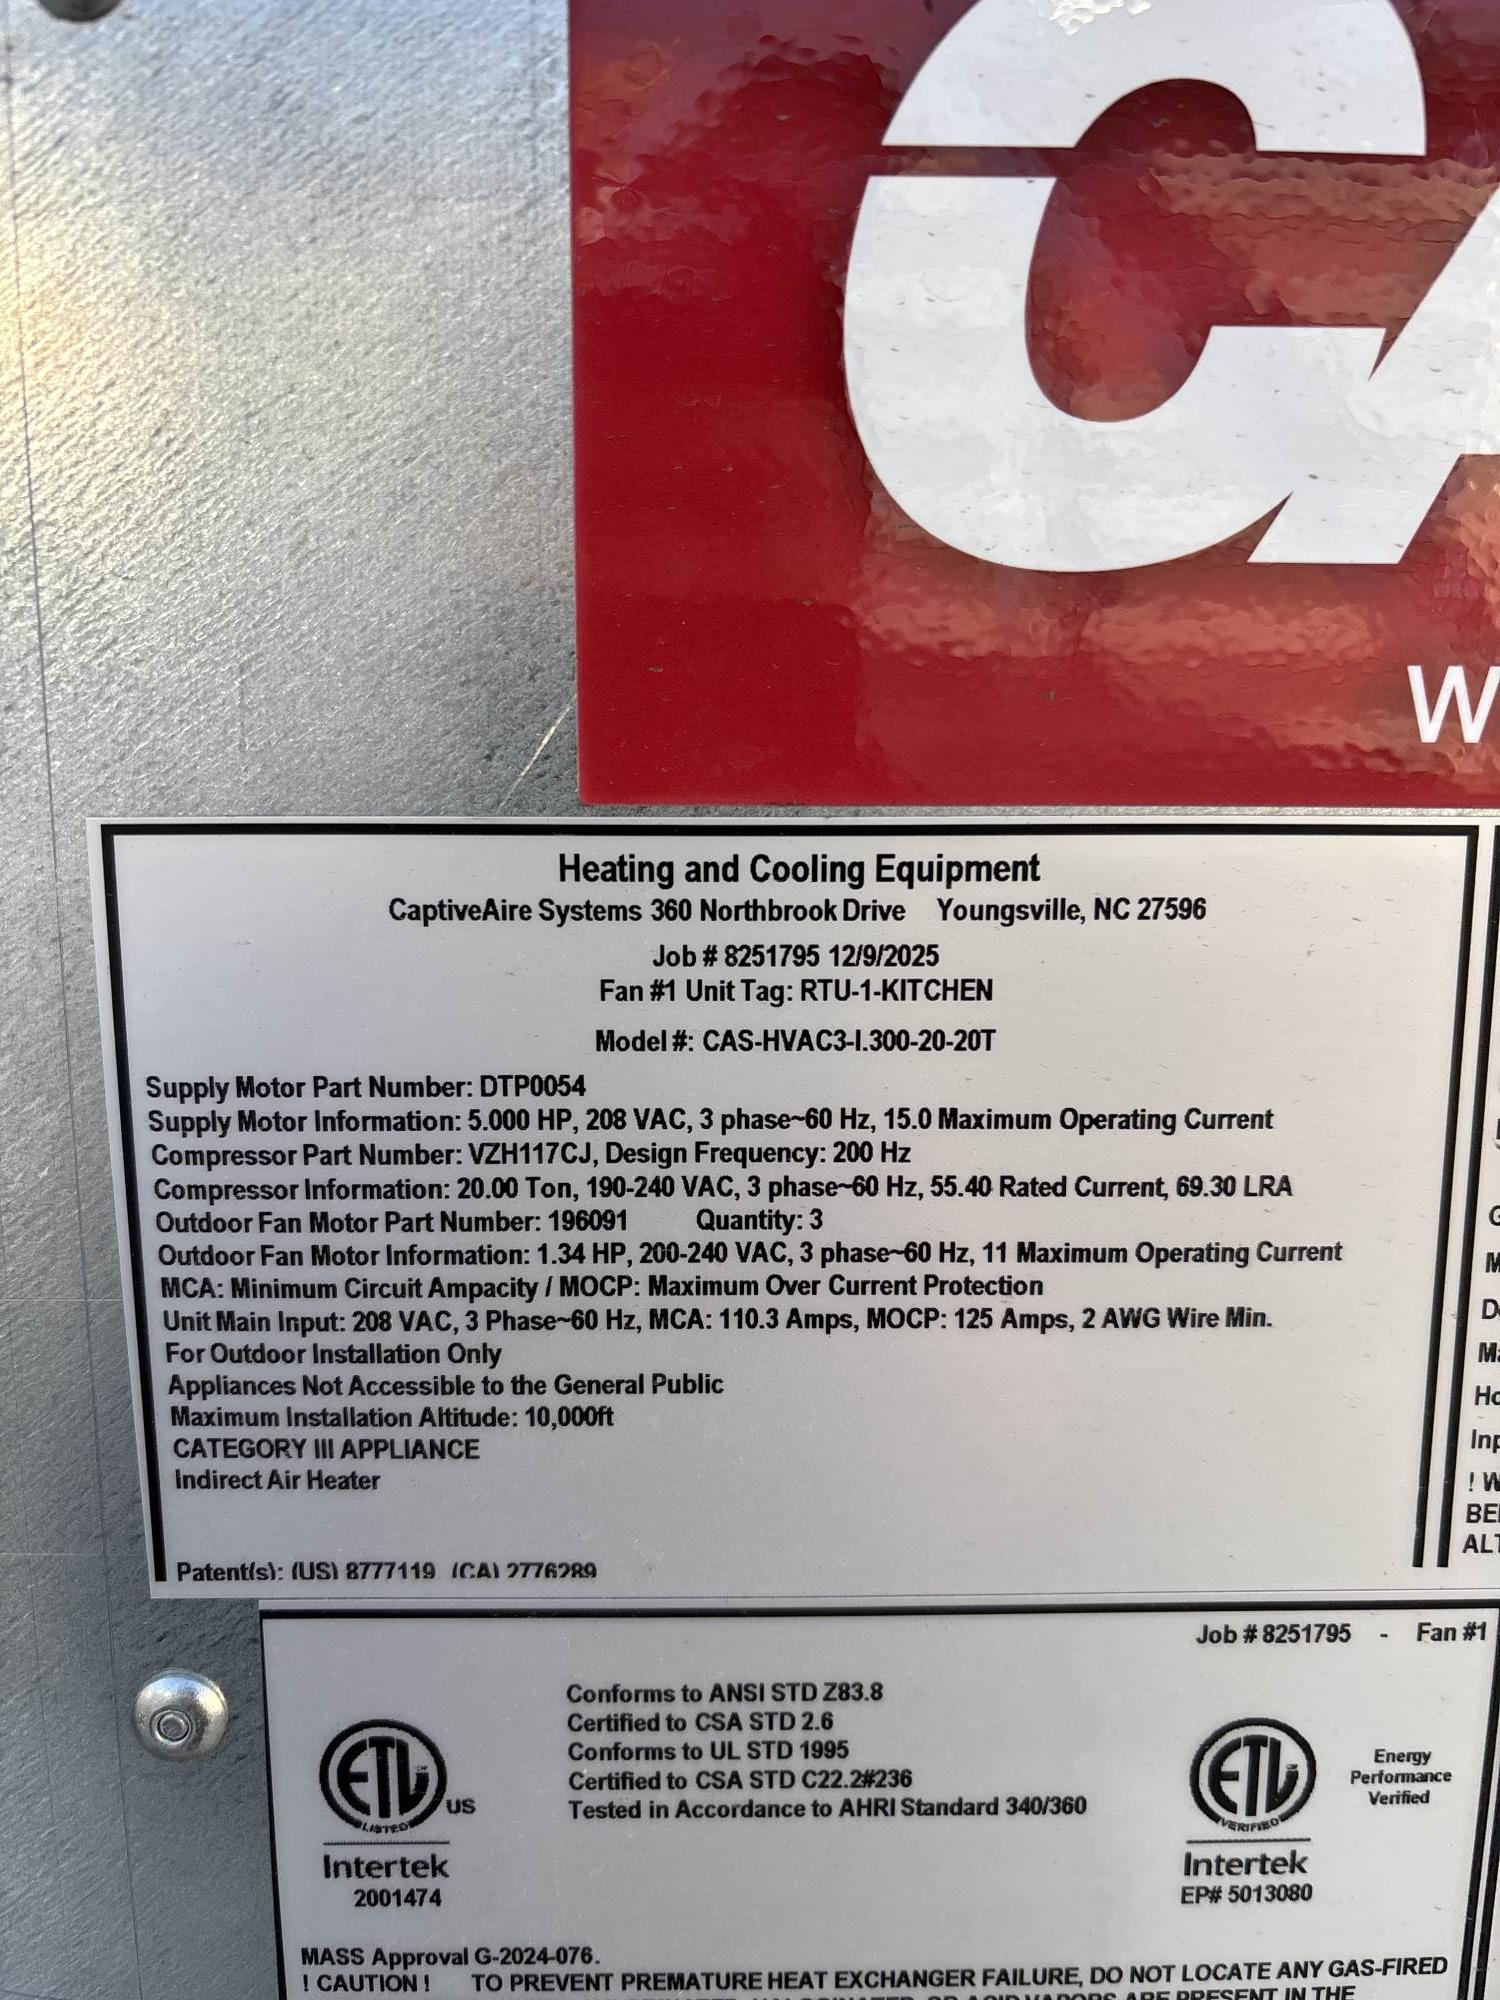 CA
W
Heating and Cooling Equipment
CaptiveAire Systems 360 Northbrook Drive Youngsville, NC 27596
Job # 8251795 12/9/2025
Fan #1 Unit Tag: RTU-1-KITCHEN
Model #: CAS-HVAC3-I.300-20-20T
Supply Motor Part Number: DTP0054
Supply Motor Information: 5.000 HP, 208 VAC, 3 phase~60 Hz, 15.0 Maximum Operating Current
Compressor Part Number: VZH117CJ, Design Frequency: 200 Hz
Compressor Information: 20.00 Ton, 190-240 VAC, 3 phase~60 Hz, 55.40 Rated Current, 69.30 LRA
Outdoor Fan Motor Part Number: 196091 Quantity: 3
Outdoor Fan Motor Information: 1.34 HP, 200-240 VAC, 3 phase~60 Hz, 11 Maximum Operating Current
MCA: Minimum Circuit Ampacity / MOCP: Maximum Over Current Protection
Unit Main Input: 208 VAC, 3 Phase~60 Hz, MCA: 110.3 Amps, MOCP: 125 Amps, 2 AWG Wire Min.
For Outdoor Installation Only
Appliances Not Accessible to the General Public
Maximum Installation Altitude: 10,000ft
CATEGORY III APPLIANCE
Indirect Air Heater
Patent(s): (US) 8777119 (CA) 2776289
Job # 8251795 - Fan #1
Conforms to ANSI STD Z83.8
Certified to CSA STD 2.6
Conforms to UL STD 1995
Certified to CSA STD C22.2#236
Tested in Accordance to AHRI Standard 340/360
ETL
LISTED
US
Intertek
2001474
ETL
VERIFIED
Intertek
EP# 5013080
Energy
Performance
Verified
MASS Approval G-2024-076.
! CAUTION ! TO PREVENT PREMATURE HEAT EXCHANGER FAILURE, DO NOT LOCATE ANY GAS-FIRED
OR ACID VAPORS ARE PRESENT IN THE